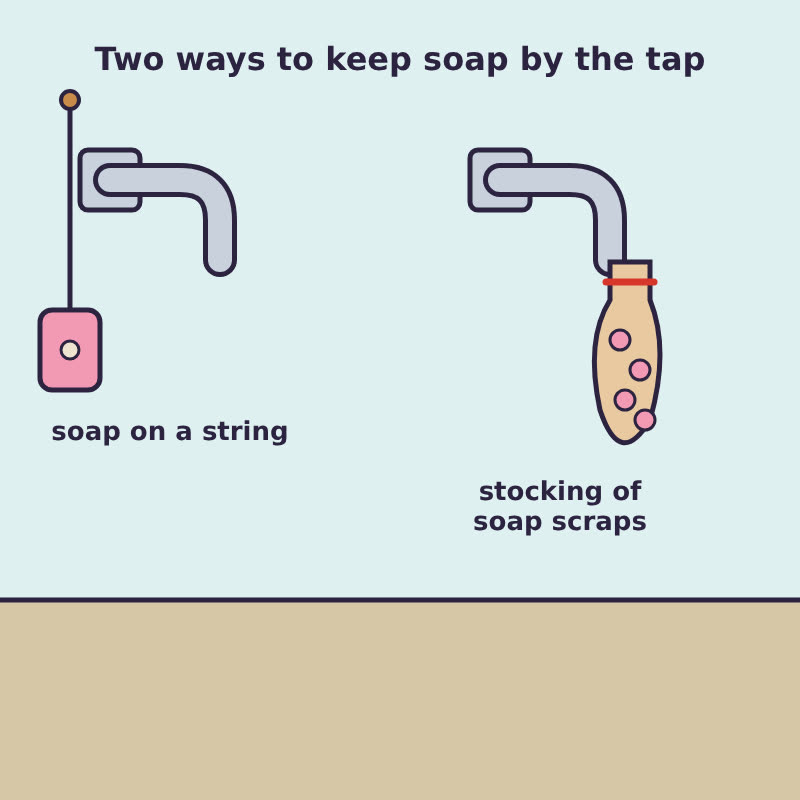 Two ways to keep soap by the tap
soap on a string
stocking of
soap scraps